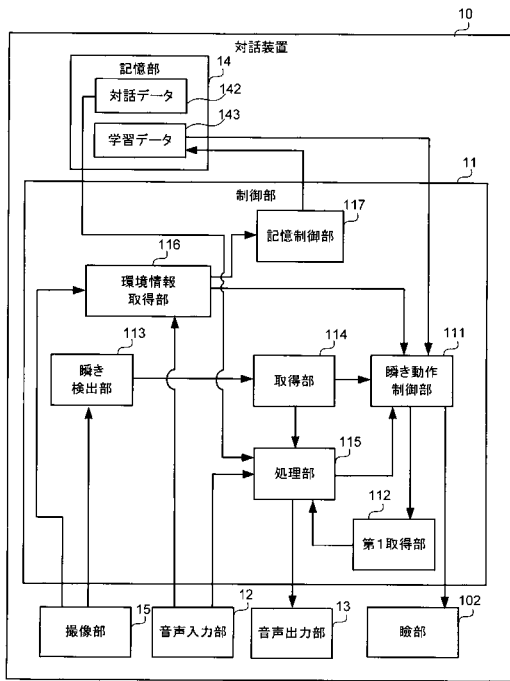 10
対話装置
記憶部
14
対話データ
142
学習データ
143
11
制御部
117
記憶制御部
116
環境情報
取得部
113
瞬き
検出部
114
取得部
111
瞬き動作
制御部
115
処理部
112
第1取得部
15
撮像部
12
音声入力部
13
音声出力部
102
瞼部